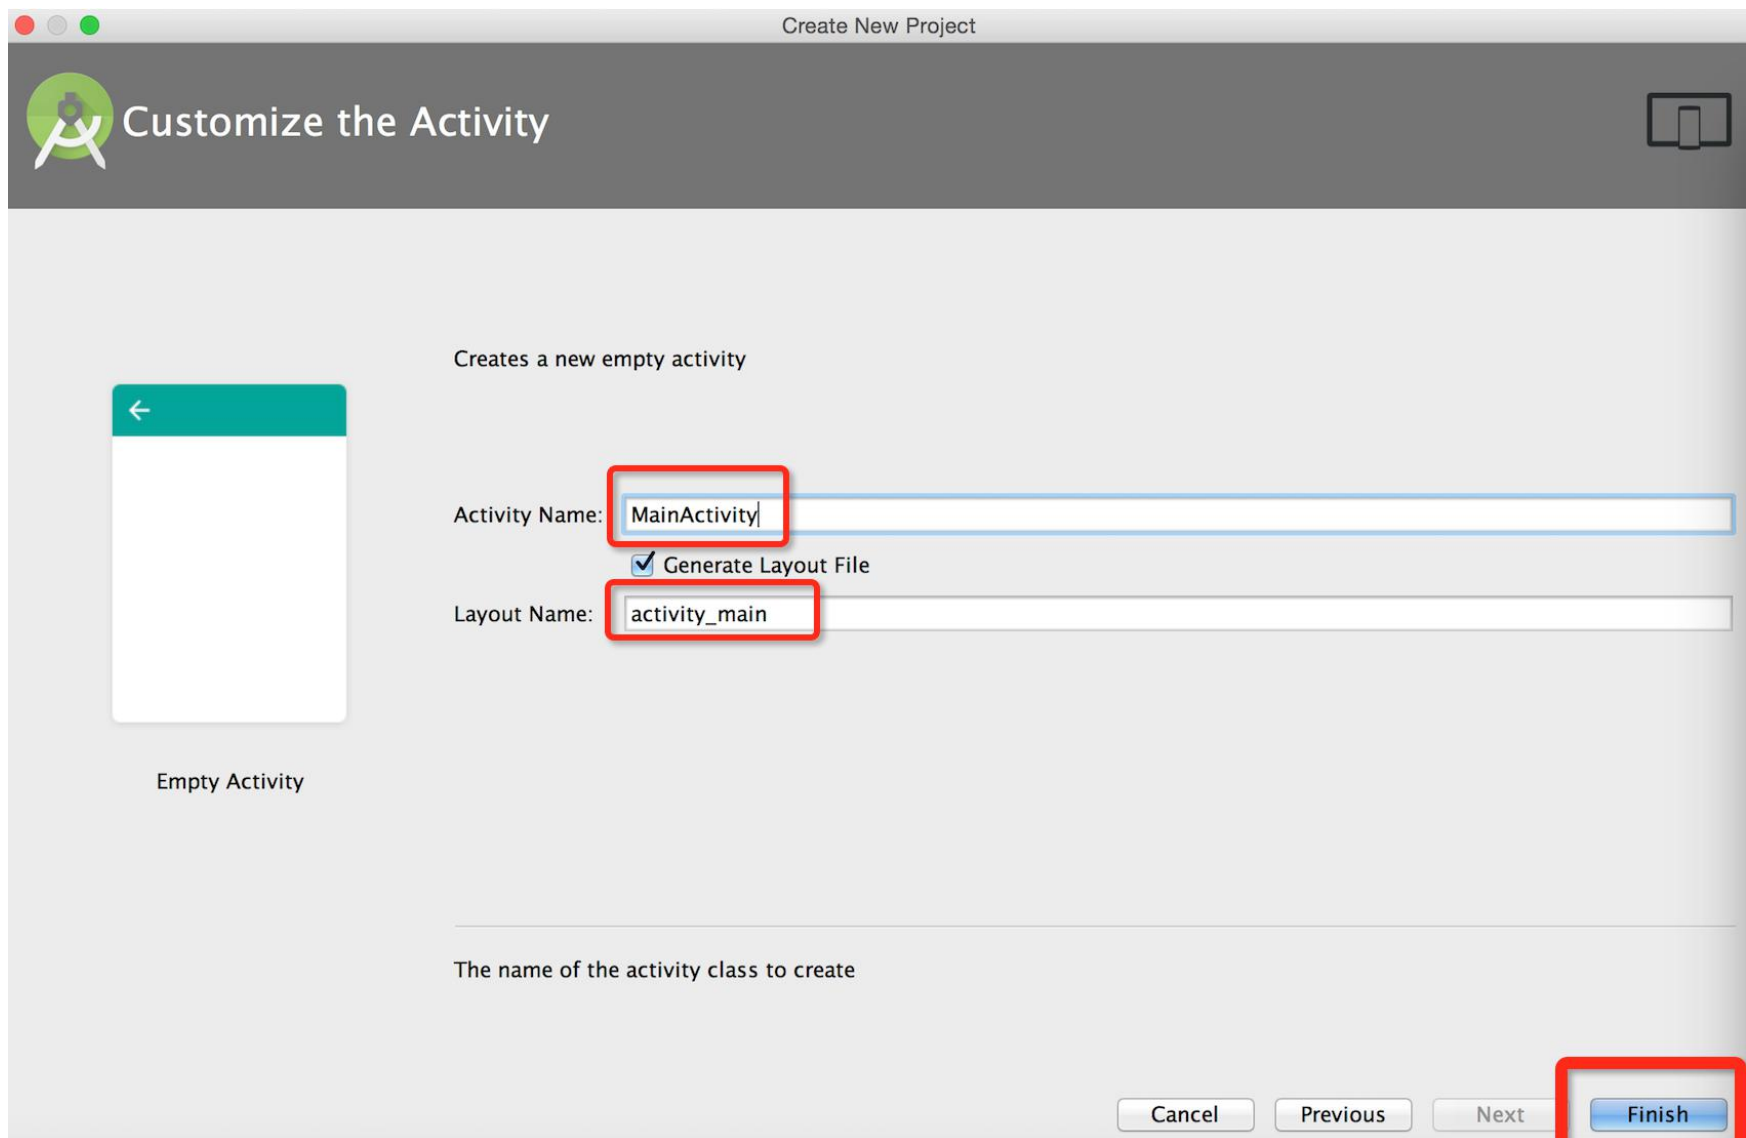 Create New Project
Customize the Activity
Creates a new empty activity
Activity Name: MainActivity
Generate Layout File
Layout Name: activity_main
Empty Activity
The name of the activity class to create
Cancel Previous Next Finish